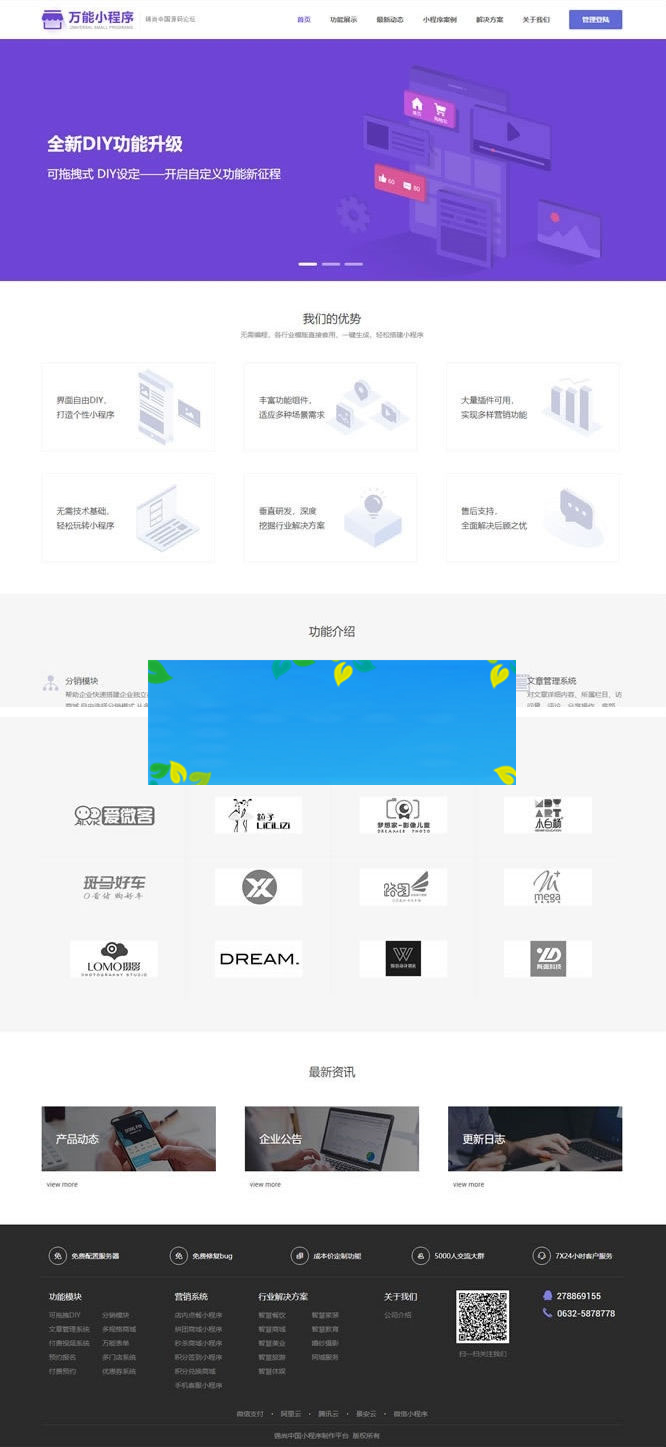 万能小程序
UNIVERSAL SMALL PROGRAMS
德尚中国源码论坛
首页 功能展示 最新动态 小程序案例 解决方案 关于我们 管理登陆
全新DIY功能升级
可拖拽式 DIY设定——开启自定义功能新征程
60
90
我们的优势
无需编程，各行业模板直接套用，一键生成，轻松搭建小程序
界面自由DIY，
打造个性小程序
丰富功能组件，
适应多种场景需求
大量插件可用，
实现多样营销功能
无需技术基础，
轻松玩转小程序
垂直研发，深度
挖掘行业解决方案
售后支持，
全面解决后顾之忧
功能介绍
分销模块
帮助企业快速搭建企业独立
文章管理系统
对文章详细内容、所属栏目、访
爱微客
粒子
LiCiLiZi
梦想家-影像儿童
DREAMER PHOTO
斑马好车
0首付 购新车
mega
LOMO摄影
PHOTOGRAPHY STUDIO
DREAM.
最新资讯
产品动态
企业公告
更新日志
view more
view more
view more
免 免费配置服务器
免 免费修复bug
成本价定制功能
5000人交流大群
7X24小时客户服务
功能模块 营销系统 行业解决方案 关于我们
可拖拽DIY 分销模块 店内点餐小程序 智慧餐饮 智慧家装 公司介绍
文章管理系统 多规格商城 拼团商城小程序 智慧商城 智慧教育
付费视频系统 万能表单 秒杀商城小程序 智慧美业 婚纱摄影
预约报名 多门店系统 积分签到小程序 智慧旅游 同城服务
付费预约 优惠券系统 积分兑换商城 智慧体娱
手机客服小程序
278869155
0632-5878778
扫一扫关注我们
微信支付 · 阿里云 · 腾讯云 · 景安云 · 微信小程序
德尚中国小程序制作平台 版权所有